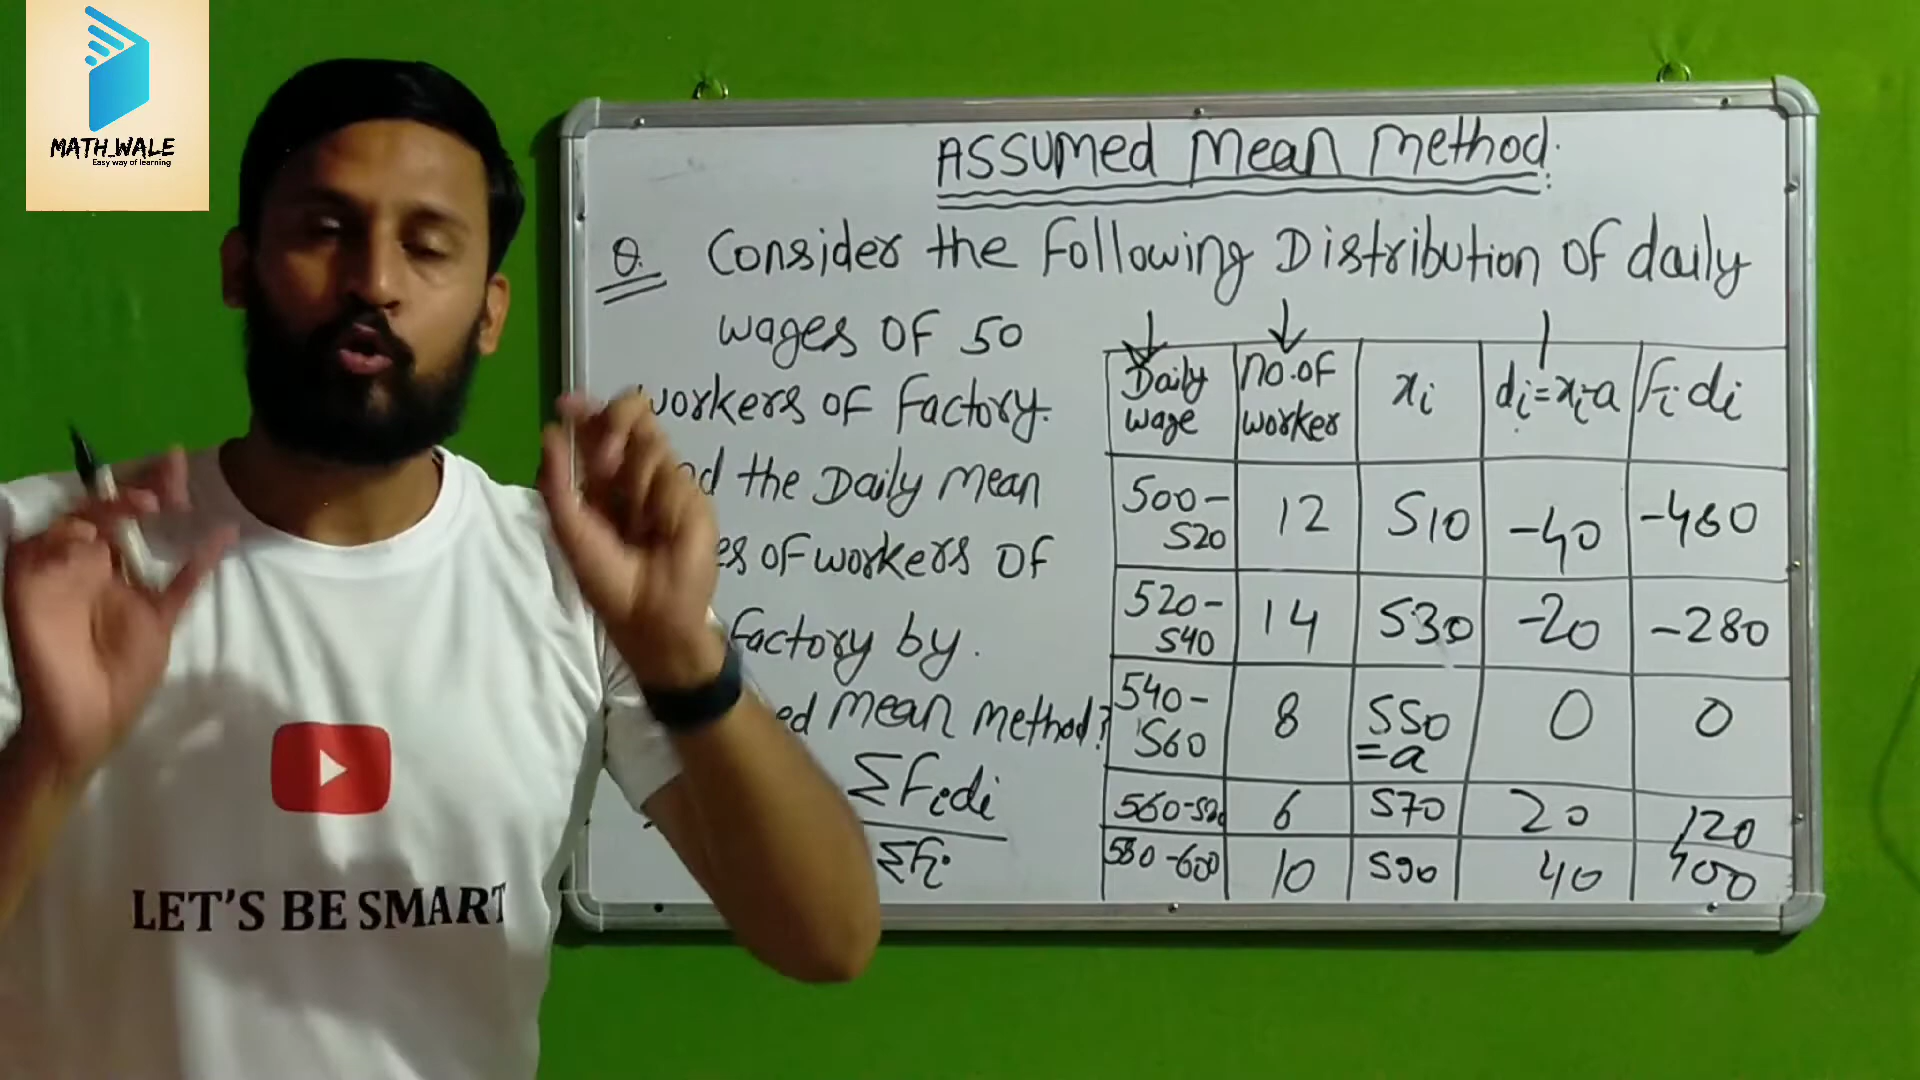 MATH_WALE
Easy way of learning
ASSUMED MEAN METHOD.
Q. Consider the Following Distribution OF daily
wages OF 50
workers OF Factory.
the Daily Mean
OF workers OF
Factory by.
Mean Method?
ΣFidi
ΣFi
Daily wage | no. of worker | xi | di = xi-a | Fidi
500-520 | 12 | 510 | -40 | -480
520-540 | 14 | 530 | -20 | -280
540-560 | 8 | 550 = a | 0 | 0
560- | 6 | 570 | 20 | 120
580-600 | 10 | 590 | 40 | 400
LET'S BE SMART